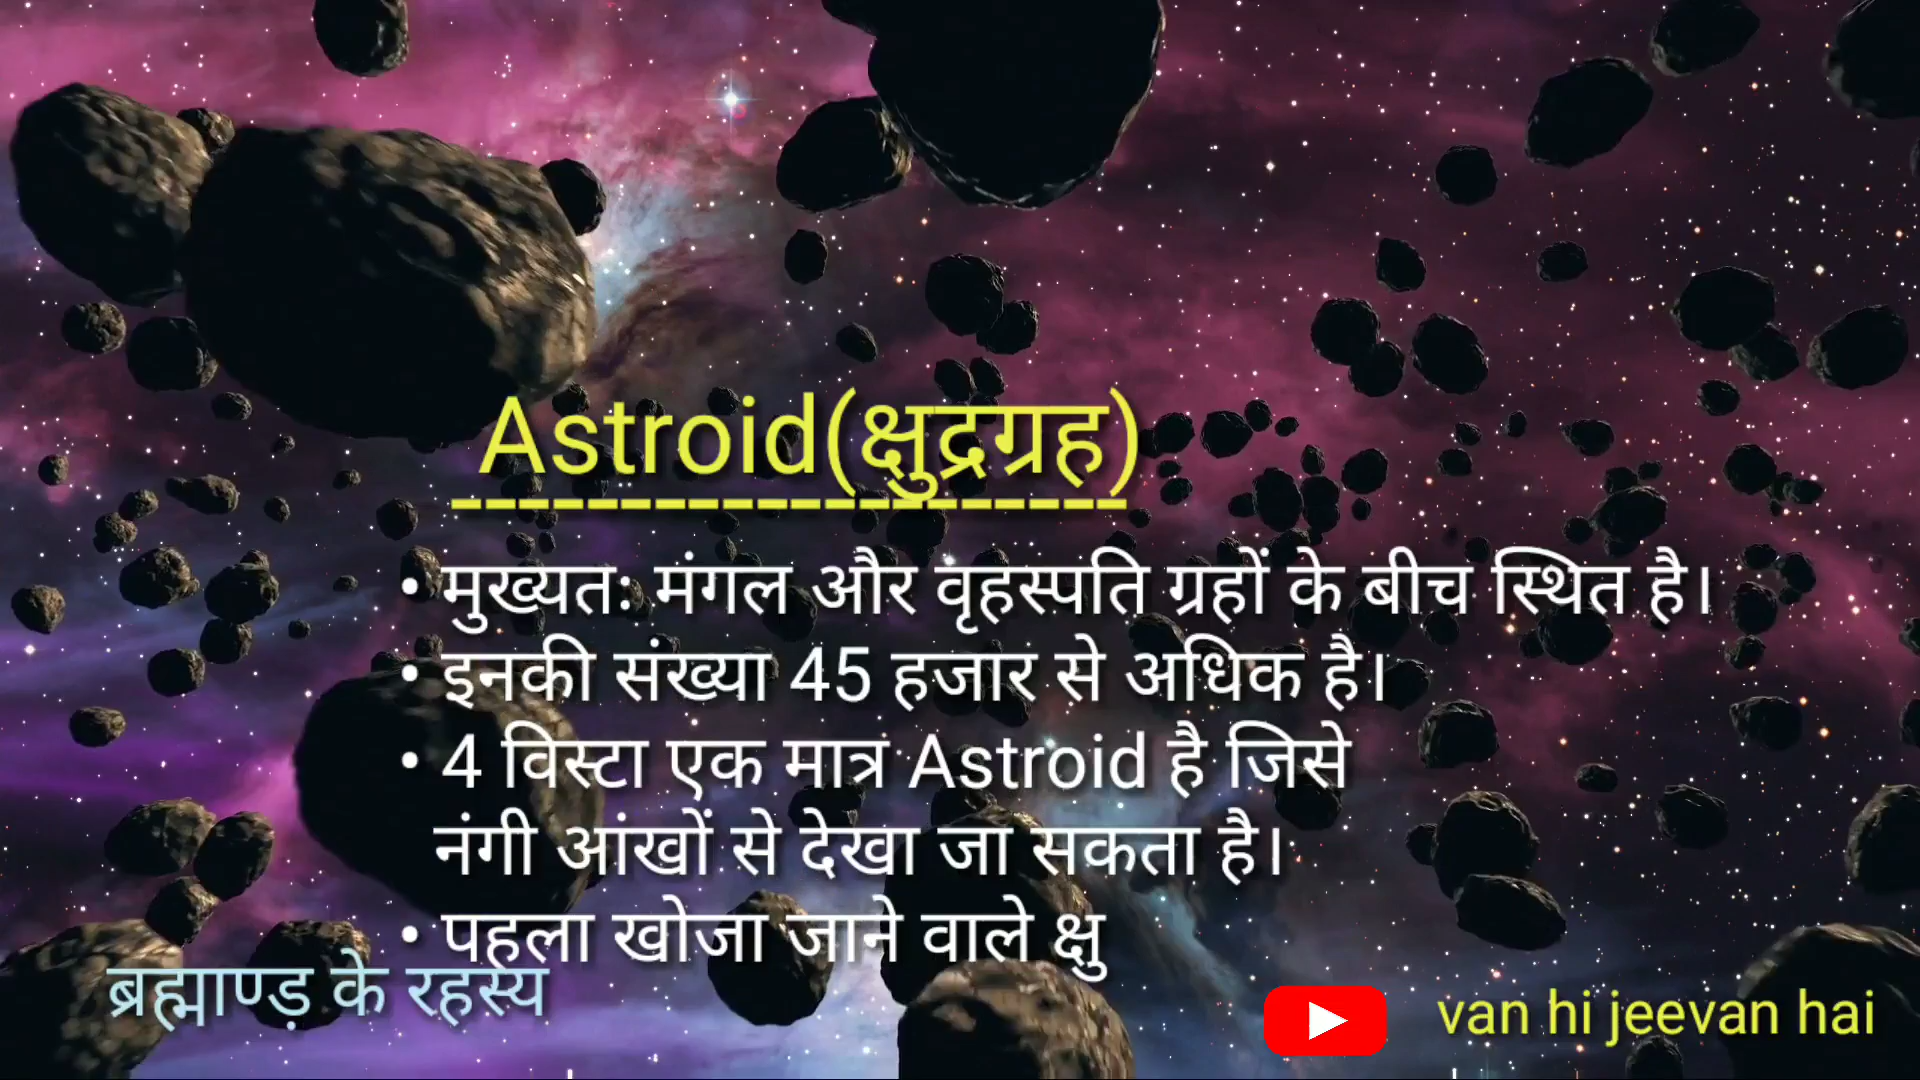 Astroid(क्षुद्रग्रह)
--------------------
• मुख्यतः मंगल और वृहस्पति ग्रहों के बीच स्थित है।
• इनकी संख्या 45 हजार से अधिक है।
• 4 विस्टा एक मात्र Astroid है जिसे
नंगी आंखों से देखा जा सकता है।
• पहला खोजा जाने वाले क्षु
ब्रह्माण्ड के रहस्य
van hi jeevan hai